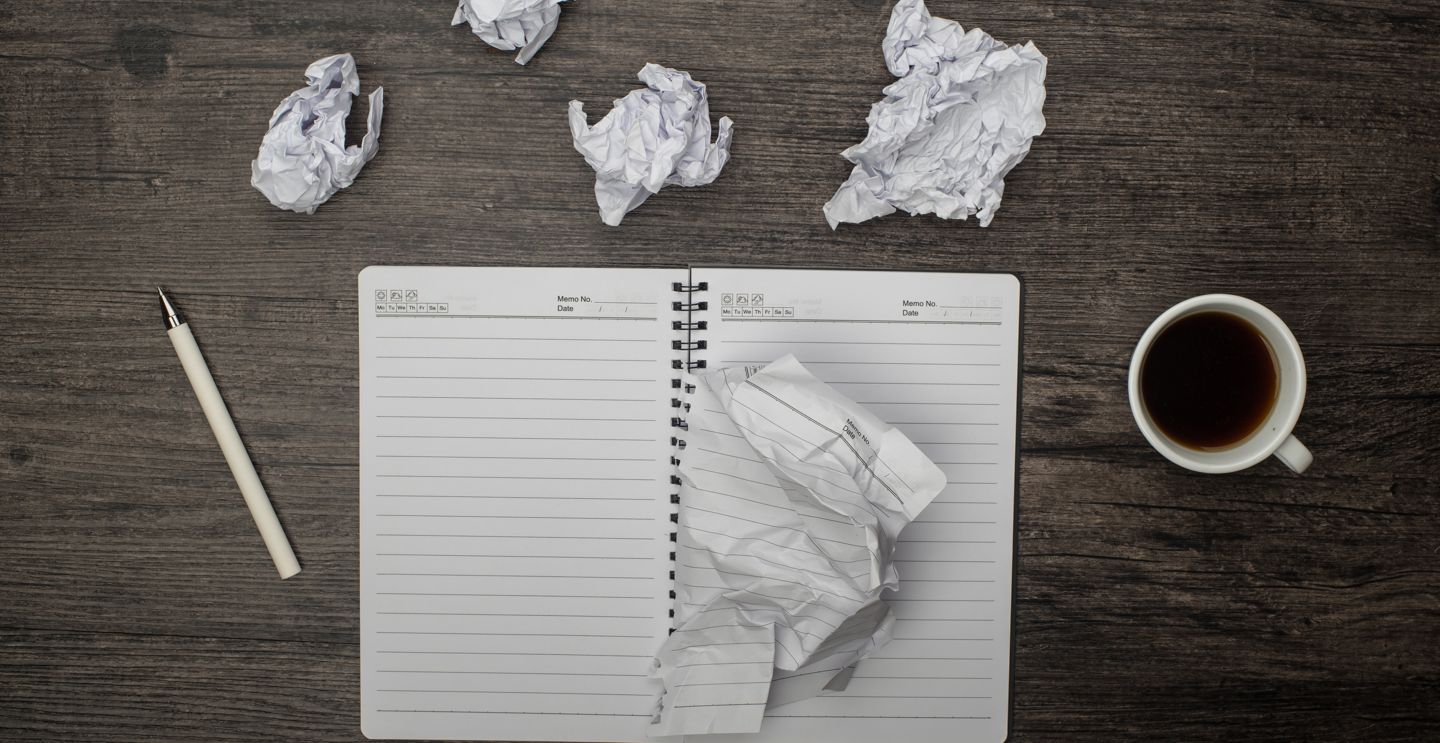 Memo No.
Mo Tu We Th Fr Sa Su Date / /
Memo No.
Mo Tu We Th Fr Sa Su Date / /
Memo No.
Date